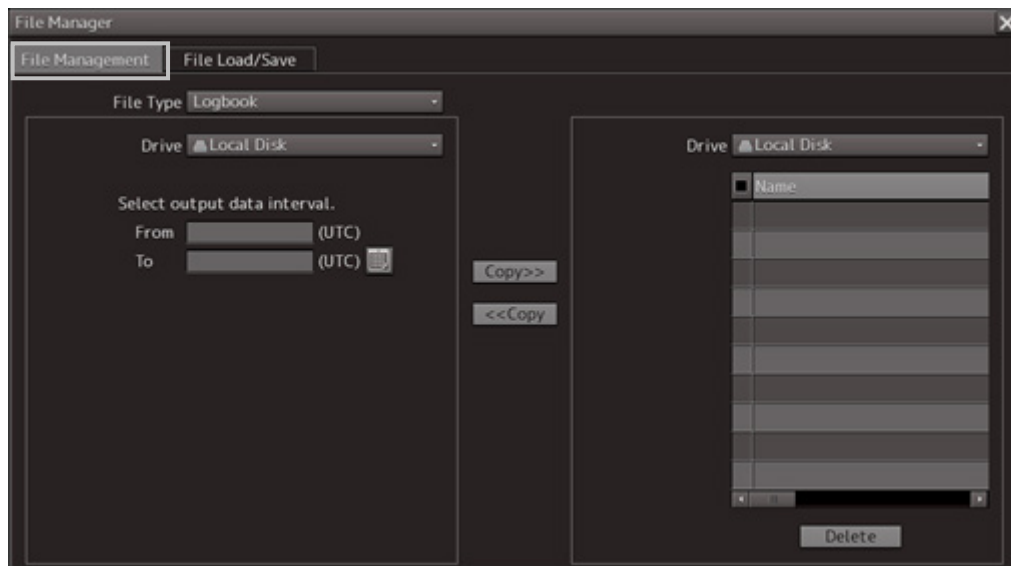 File Manager
File Management
File Load/Save
File Type Logbook
Drive Local Disk
Select output data interval.
From (UTC)
To (UTC)
Copy>>
<<Copy
Drive Local Disk
Name
Delete